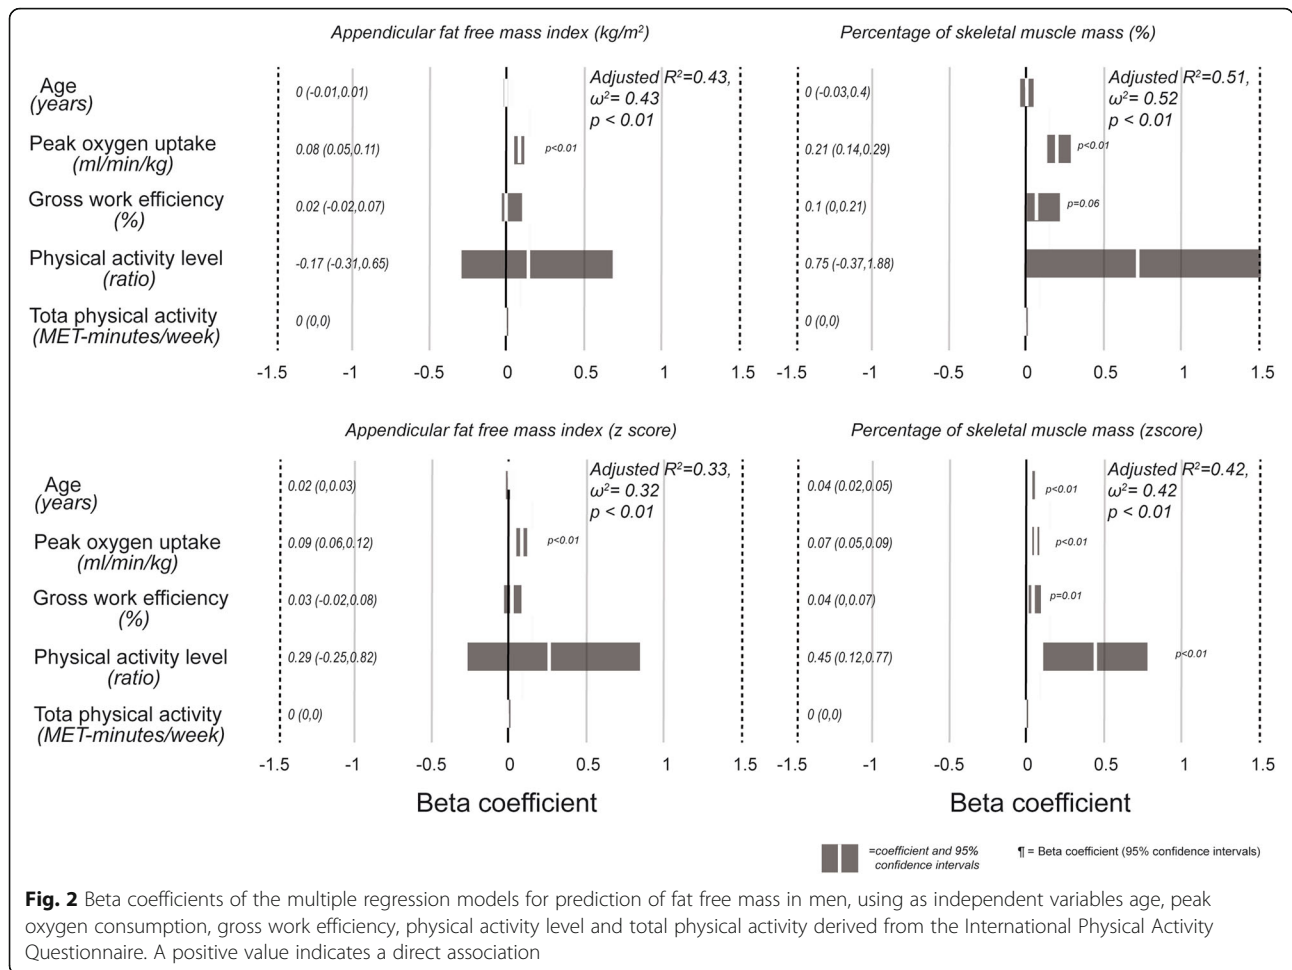 Appendicular fat free mass index (kg/m²)
Percentage of skeletal muscle mass (%)
Age
(years)
0 (-0.01,0.01)
Adjusted R²=0.43,
ω²= 0.43
p < 0.01
0 (-0.03,0.4)
Adjusted R²=0.51,
ω²= 0.52
p < 0.01
Peak oxygen uptake
(ml/min/kg)
0.08 (0.05,0.11)
p<0.01
0.21 (0.14,0.29)
p<0.01
Gross work efficiency
(%)
0.02 (-0.02,0.07)
0.1 (0,0.21)
p=0.06
Physical activity level
(ratio)
-0.17 (-0.31,0.65)
0.75 (-0.37,1.88)
Tota physical activity
(MET-minutes/week)
0 (0,0)
0 (0,0)
-1.5 -1 -0.5 0 0.5 1 1.5
-1.5 -1 -0.5 0 0.5 1 1.5
Appendicular fat free mass index (z score)
Percentage of skeletal muscle mass (zscore)
Age
(years)
0.02 (0,0.03)
Adjusted R²=0.33,
ω²= 0.32
p < 0.01
0.04 (0.02,0.05)
p<0.01
Adjusted R²=0.42,
ω²= 0.42
p < 0.01
Peak oxygen uptake
(ml/min/kg)
0.09 (0.06,0.12)
p<0.01
0.07 (0.05,0.09)
p<0.01
Gross work efficiency
(%)
0.03 (-0.02,0.08)
0.04 (0,0.07)
p=0.01
Physical activity level
(ratio)
0.29 (-0.25,0.82)
0.45 (0.12,0.77)
p<0.01
Tota physical activity
(MET-minutes/week)
0 (0,0)
0 (0,0)
-1.5 -1 -0.5 0 0.5 1 1.5
-1.5 -1 -0.5 0 0.5 1 1.5
Beta coefficient
Beta coefficient
=coefficient and 95%
confidence intervals
¶ = Beta coefficient (95% confidence intervals)
Fig. 2 Beta coefficients of the multiple regression models for prediction of fat free mass in men, using as independent variables age, peak
oxygen consumption, gross work efficiency, physical activity level and total physical activity derived from the International Physical Activity
Questionnaire. A positive value indicates a direct association